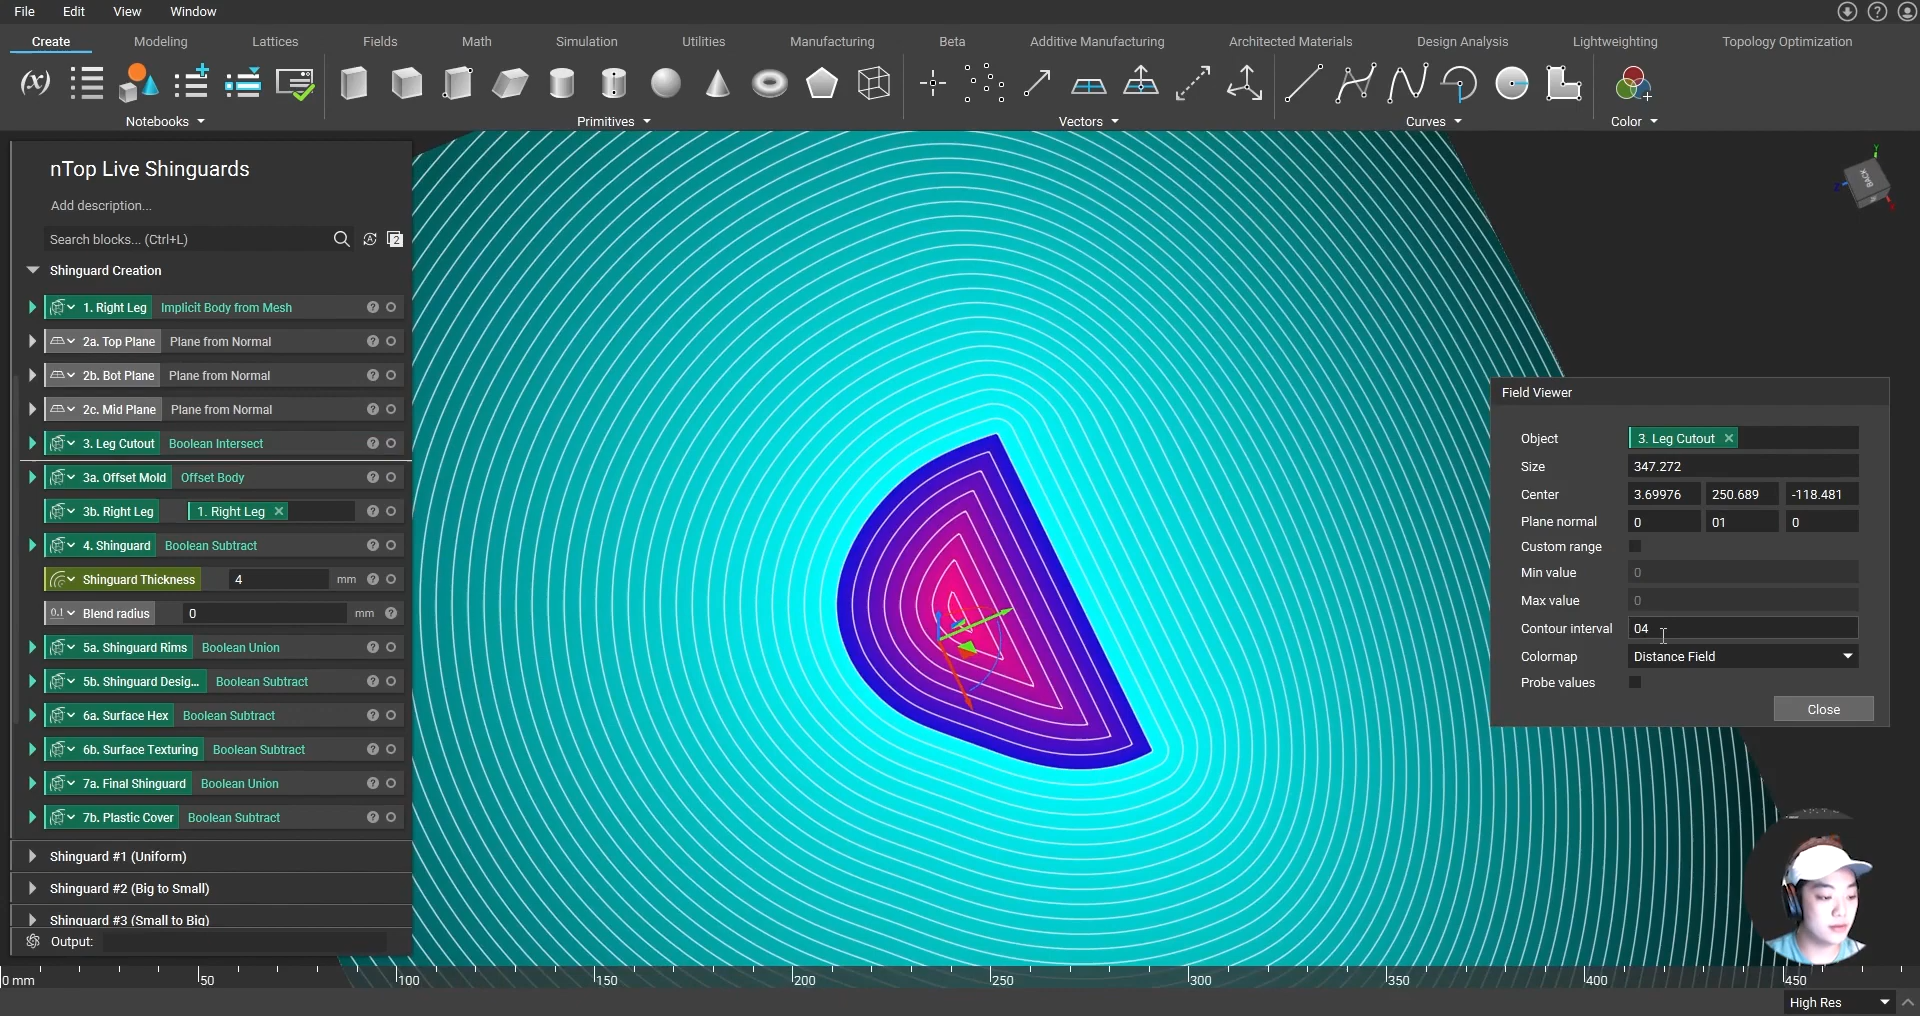 File Edit View Window
Create Modeling Lattices Fields Math Simulation Utilities Manufacturing Beta Additive Manufacturing Architected Materials Design Analysis Lightweighting Topology Optimization
(x)
Notebooks Primitives Vectors Curves Color
nTop Live Shinguards
Add description...
Search blocks... (Ctrl+L) 2
Shinguard Creation
1. Right Leg Implicit Body from Mesh
2a. Top Plane Plane from Normal
2b. Bot Plane Plane from Normal
2c. Mid Plane Plane from Normal
3. Leg Cutout Boolean Intersect
3a. Offset Mold Offset Body
3b. Right Leg 1. Right Leg
4. Shinguard Boolean Subtract
Shinguard Thickness 4 mm
0.1 Blend radius 0 mm
5a. Shinguard Rims Boolean Union
5b. Shinguard Desig... Boolean Subtract
6a. Surface Hex Boolean Subtract
6b. Surface Texturing Boolean Subtract
7a. Final Shinguard Boolean Union
7b. Plastic Cover Boolean Subtract
Shinguard #1 (Uniform)
Shinguard #2 (Big to Small)
Shinguard #3 (Small to Big)
Output:
Y
BACK
Field Viewer
Object 3. Leg Cutout
Size 347.272
Center 3.69976 250.689 -118.481
Plane normal 0 01 0
Custom range
Min value 0
Max value 0
Contour interval 04
Colormap Distance Field
Probe values
Close
0 mm 50 100 150 200 250 300 350 400 450
High Res